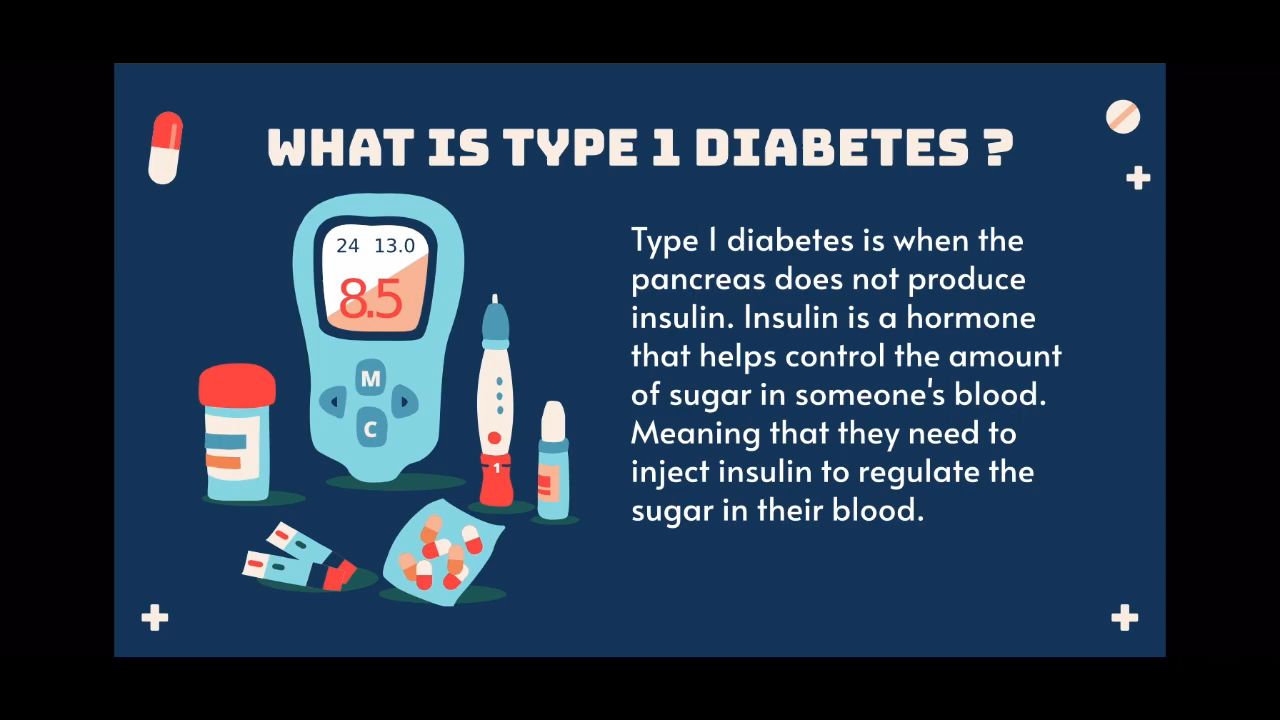 WHAT IS TYPE 1 DIABETES ?
24 13.0
8.5
M
C
1
Type 1 diabetes is when the
pancreas does not produce
insulin. Insulin is a hormone
that helps control the amount
of sugar in someone's blood.
Meaning that they need to
inject insulin to regulate the
sugar in their blood.